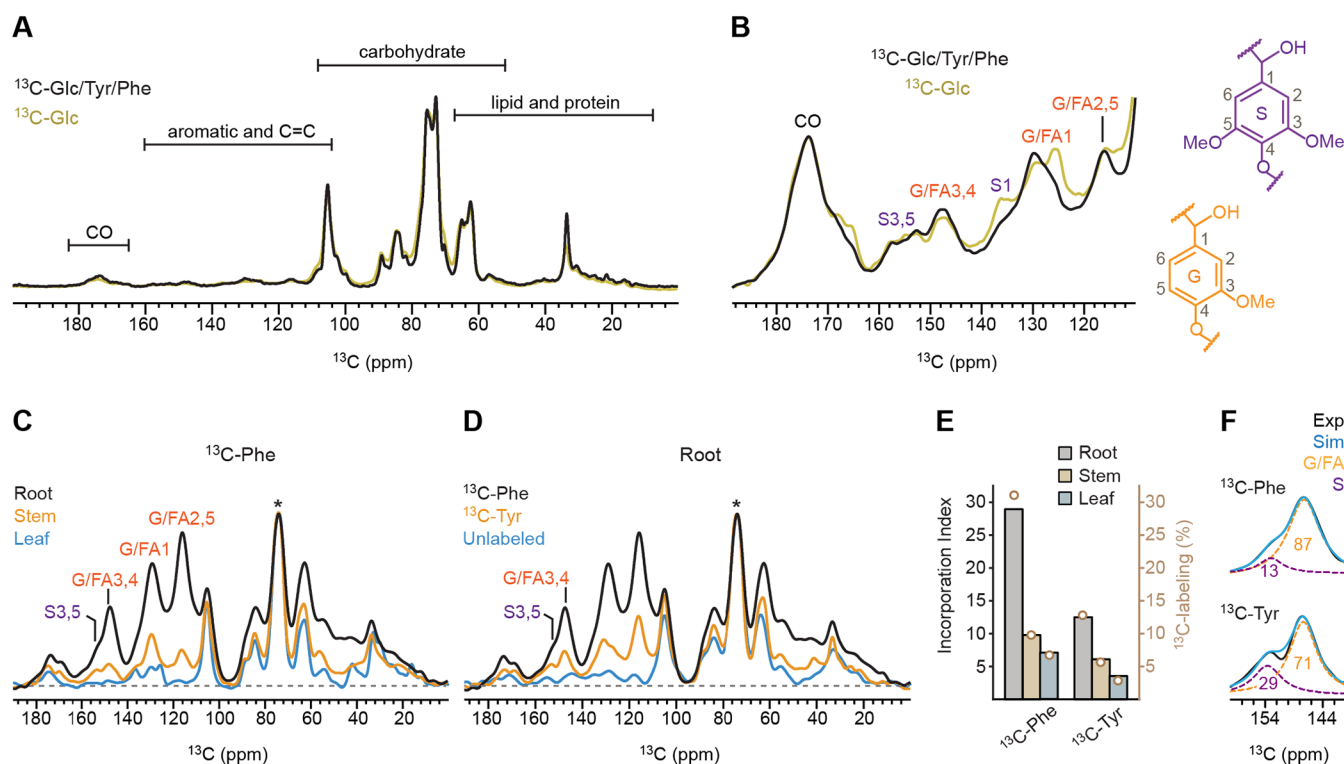 A
carbohydrate
¹³C-Glc/Tyr/Phe
¹³C-Glc
lipid and protein
aromatic and C=C
CO
180 160 140 120 100 80 60 40 20
¹³C (ppm)
B
¹³C-Glc/Tyr/Phe
¹³C-Glc
CO
G/FA2,5
G/FA1
G/FA3,4
S1
S3,5
180 170 160 150 140 130 120
¹³C (ppm)
OH
1
6 2
S
5 3
MeO 4 OMe
O
OH
1
6 2
G
5 3
4 OMe
O
C
¹³C-Phe
Root
Stem
Leaf
*
G/FA2,5
G/FA1
G/FA3,4
S3,5
180 160 140 120 100 80 60 40 20
¹³C (ppm)
D
Root
¹³C-Phe
¹³C-Tyr
Unlabeled
*
G/FA3,4
S3,5
180 160 140 120 100 80 60 40 20
¹³C (ppm)
E
Root
Stem
Leaf
Incorporation Index
30
25
20
15
10
5
30
25
20
15
10
5
¹³C-labeling (%)
¹³C-Phe ¹³C-Tyr
F
Exp
Sim
G/FA
S
¹³C-Phe
87
13
¹³C-Tyr
71
29
154 144
¹³C (ppm)